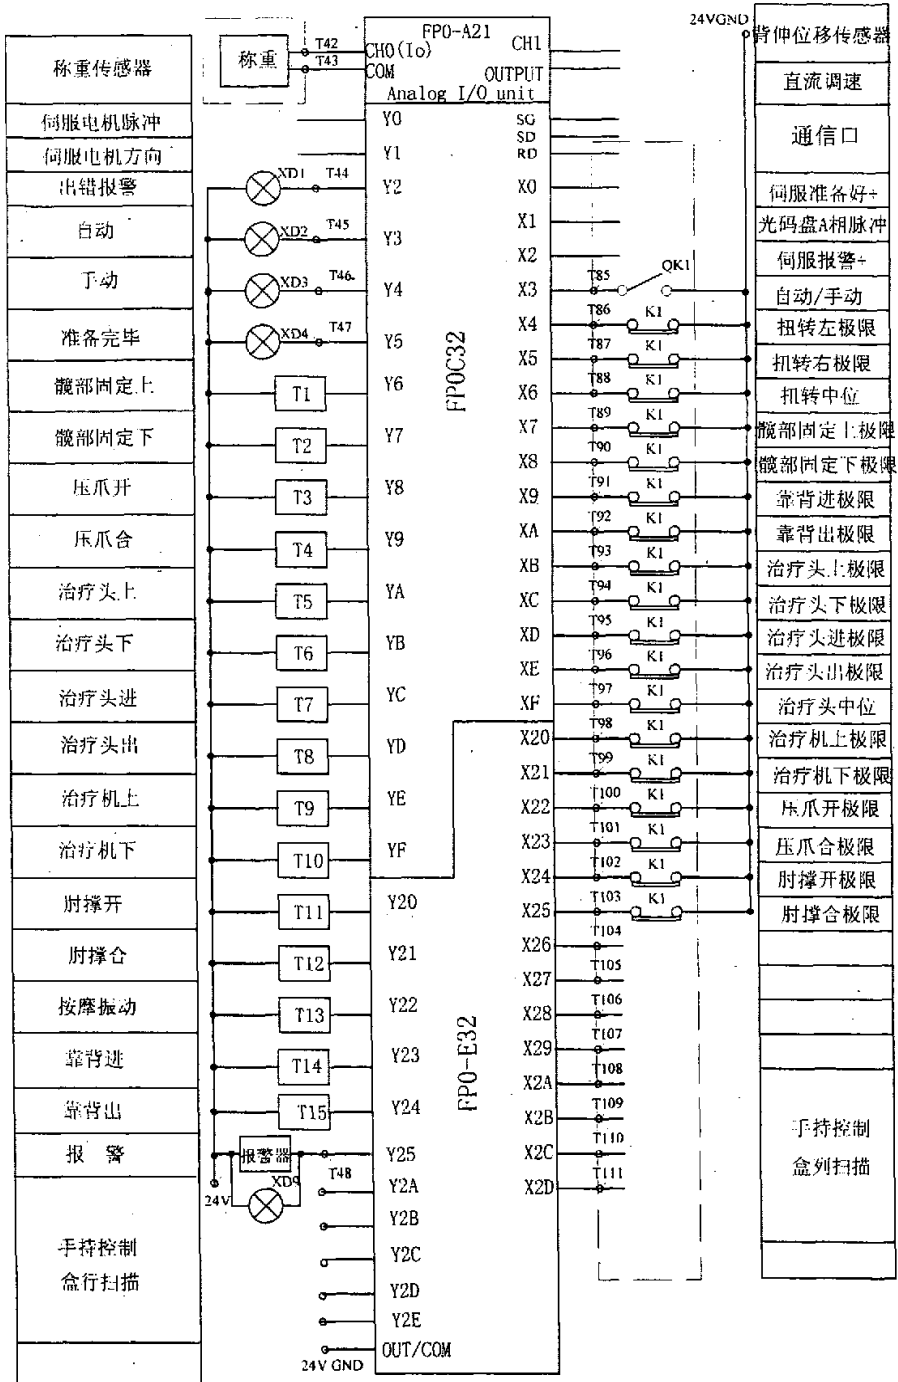 称重传感器
伺服电机脉冲
伺服电机方向
出错报警
自动
手动
准备完毕
髋部固定上
髋部固定下
压爪开
压爪合
治疗头上
治疗头下
治疗头进
治疗头出
治疗机上
治疗机下
肘撑开
肘撑合
按摩振动
靠背进
靠背出
报 警
手持控制
盒行扫描
称重
T42
T43
XD1 T44
XD2 T45
XD3 T46
XD4 T47
T1
T2
T3
T4
T5
T6
T7
T8
T9
T10
T11
T12
T13
T14
T15
报警器
T48
XD9
24V
24V GND
FP0-A21
CH0(Io)
COM
CH1
OUTPUT
Analog I/O unit
Y0
Y1
Y2
Y3
Y4
Y5
Y6
Y7
Y8
Y9
YA
YB
YC
YD
YE
YF
Y20
Y21
Y22
Y23
Y24
Y25
Y2A
Y2B
Y2C
Y2D
Y2E
OUT/COM
FP0C32
FP0-E32
SG
SD
RD
X0
X1
X2
X3
X4
X5
X6
X7
X8
X9
XA
XB
XC
XD
XE
XF
X20
X21
X22
X23
X24
X25
X26
X27
X28
X29
X2A
X2B
X2C
X2D
T85 QK1
T86 K1
T87 K1
T88 K1
T89 K1
T90 K1
T91 K1
T92 K1
T93 K1
T94 K1
T95 K1
T96 K1
T97 K1
T98 K1
T99 K1
T100 K1
T101 K1
T102 K1
T103 K1
T104
T105
T106
T107
T108
T109
T110
T111
24VGND
背伸位移传感器
直流调速
通信口
伺服准备好+
光码盘A相脉冲
伺服报警+
自动/手动
扭转左极限
扭转右极限
扭转中位
髋部固定上极限
髋部固定下极限
靠背进极限
靠背出极限
治疗头上极限
治疗头下极限
治疗头进极限
治疗头出极限
治疗头中位
治疗机上极限
治疗机下极限
压爪开极限
压爪合极限
肘撑开极限
肘撑合极限
手持控制
盒列扫描